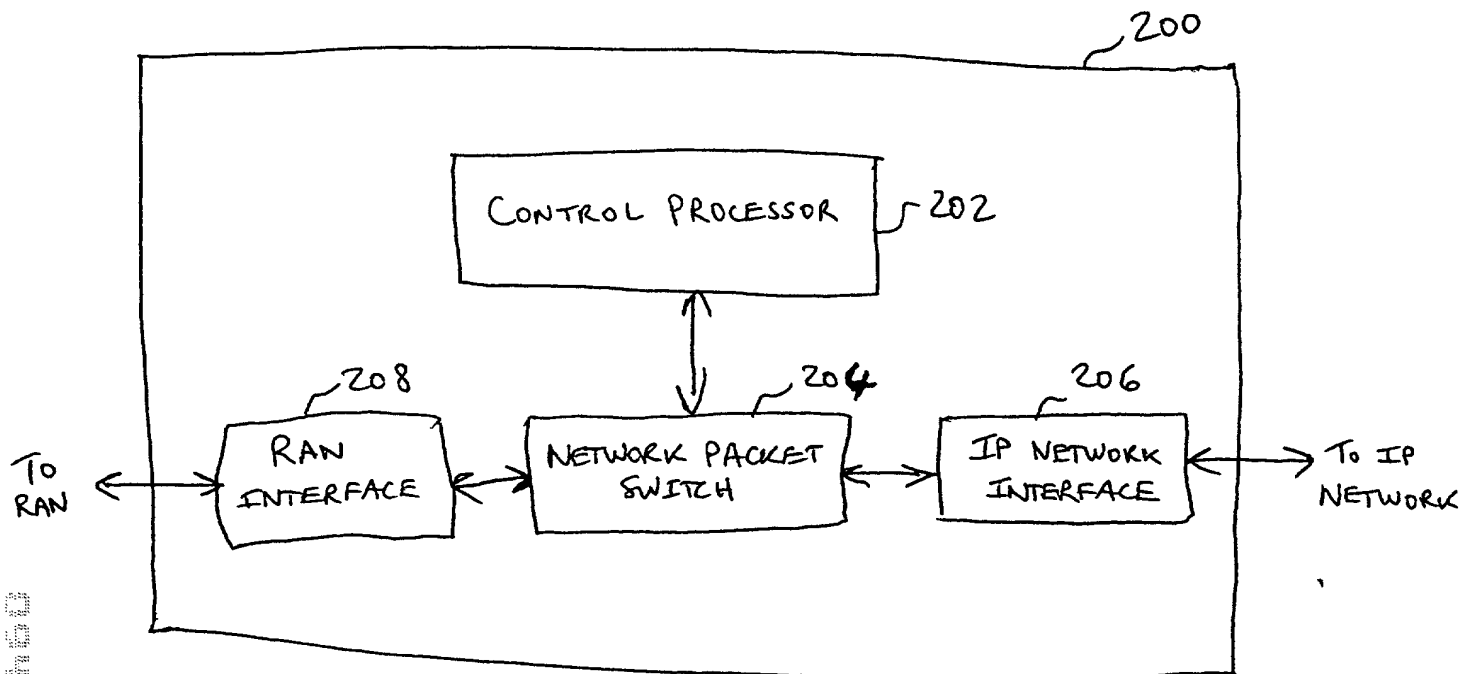 200
CONTROL PROCESSOR
202
208
204
206
TO
RAN
RAN
INTERFACE
NETWORK PACKET
SWITCH
IP NETWORK
INTERFACE
TO IP
NETWORK